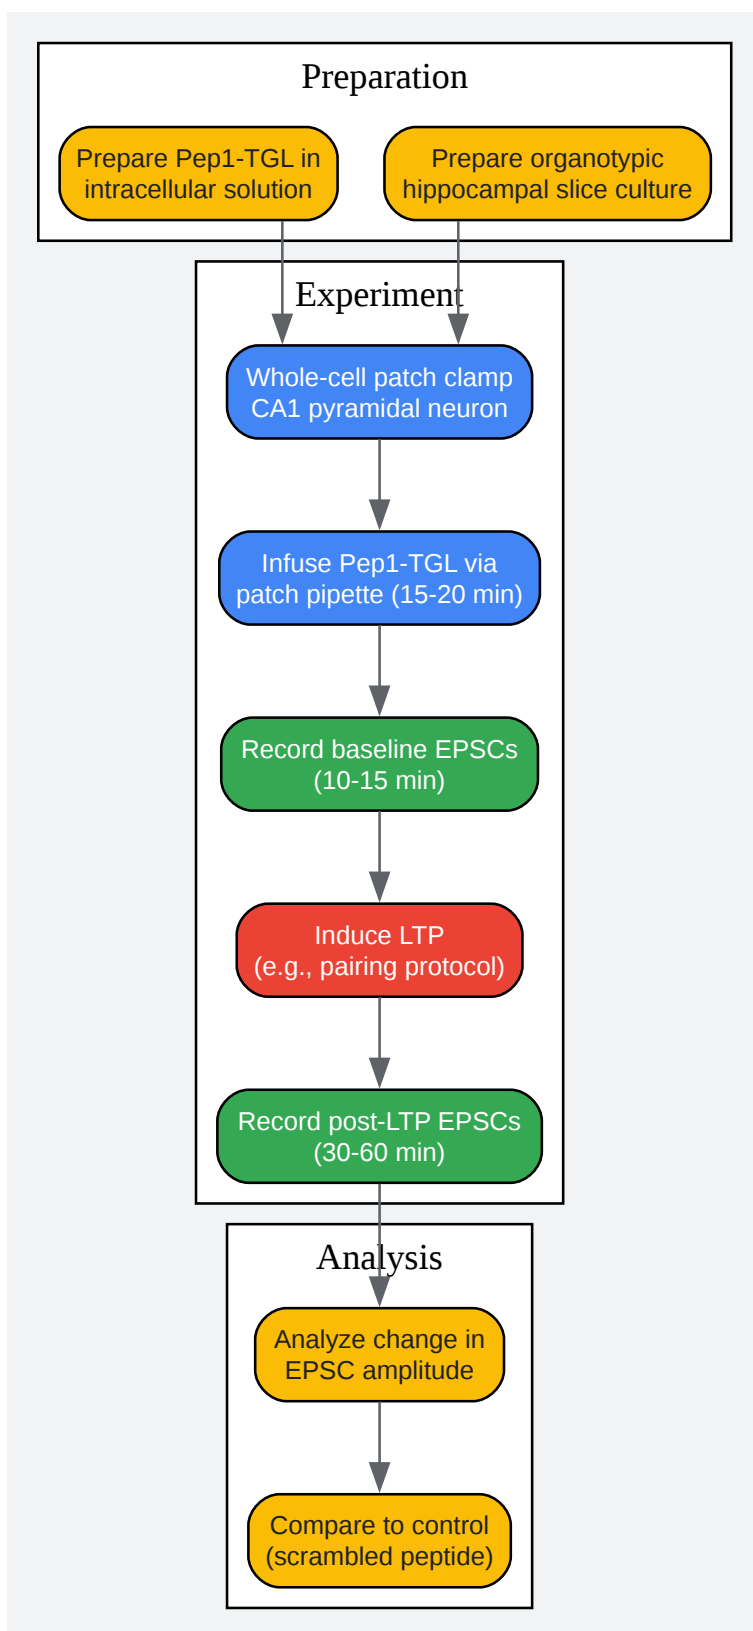 Preparation
Prepare Pep1-TGL in
intracellular solution
Prepare organotypic
hippocampal slice culture
Experiment
Whole-cell patch clamp
CA1 pyramidal neuron
Infuse Pep1-TGL via
patch pipette (15-20 min)
Record baseline EPSCs
(10-15 min)
Induce LTP
(e.g., pairing protocol)
Record post-LTP EPSCs
(30-60 min)
Analysis
Analyze change in
EPSC amplitude
Compare to control
(scrambled peptide)